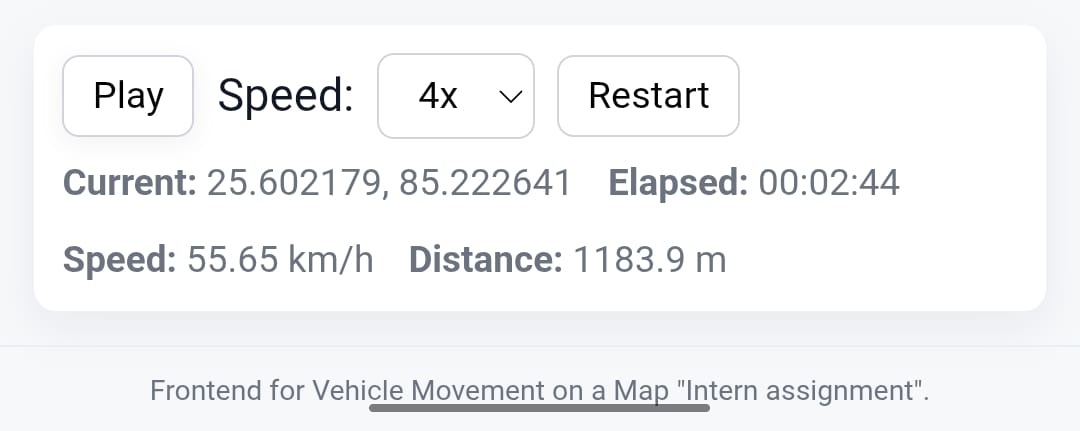 Play Speed: 4x Restart
Current: 25.602179, 85.222641 Elapsed: 00:02:44
Speed: 55.65 km/h Distance: 1183.9 m
Frontend for Vehicle Movement on a Map "Intern assignment".